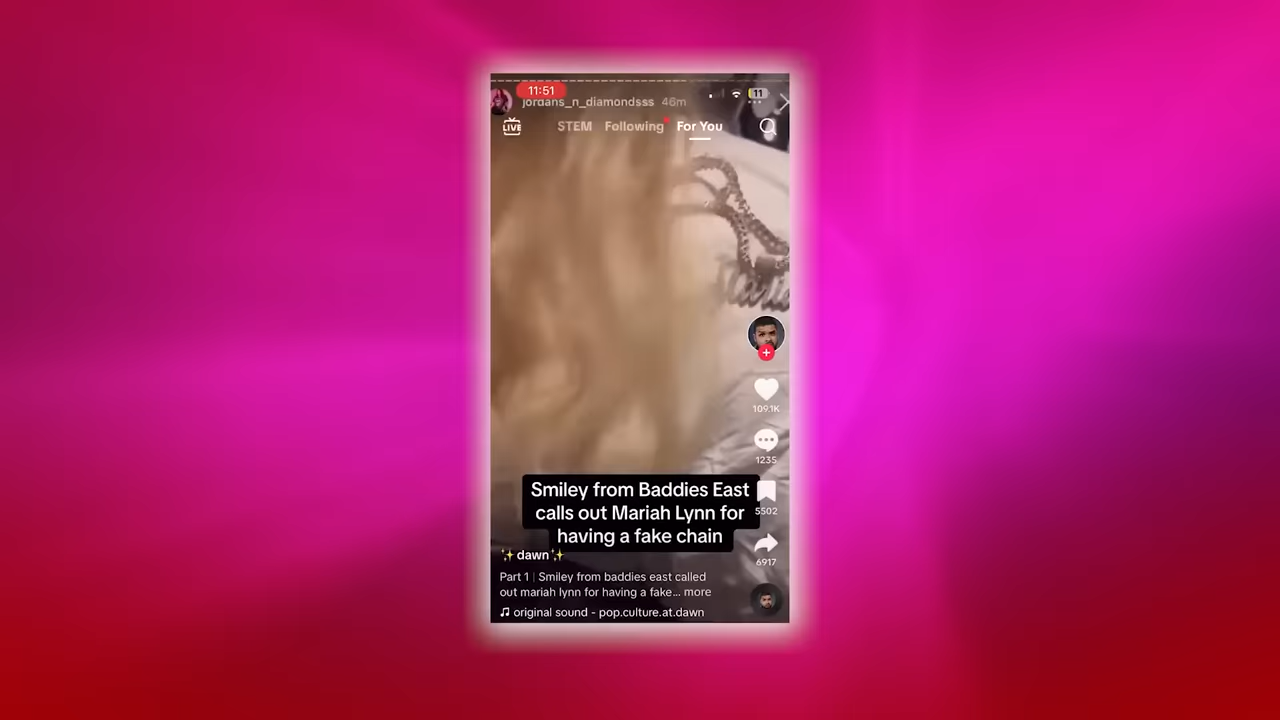 11:51
11
jordans_n_diamondsss 46m
LIVE
STEM Following For You
109.1K
1235
Smiley from Baddies East
calls out Mariah Lynn for
having a fake chain
5502
6917
✨dawn✨
Part 1 | Smiley from baddies east called
out mariah lynn for having a fake... more
original sound - pop.culture.at.dawn